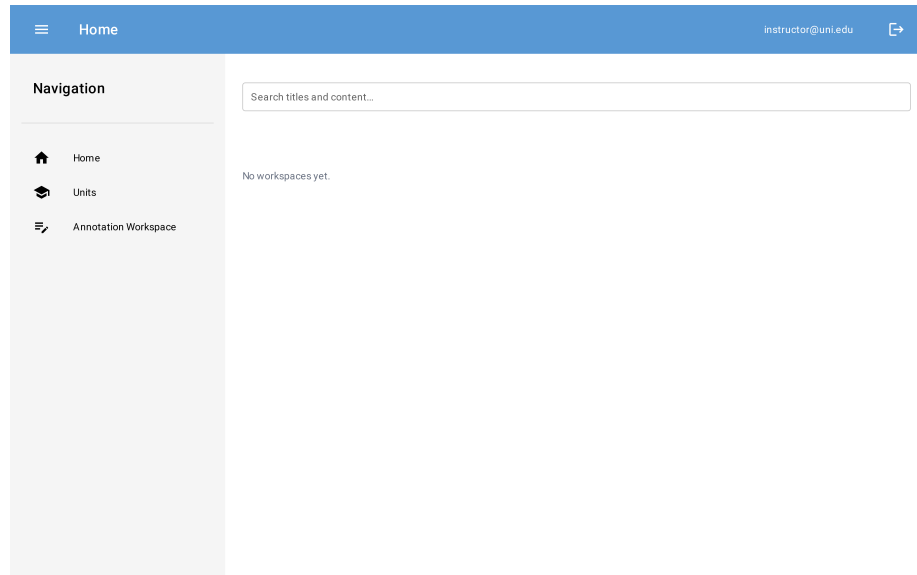 Home
instructor@uni.edu
Navigation
Home
Units
Annotation Workspace
Search titles and content...
No workspaces yet.